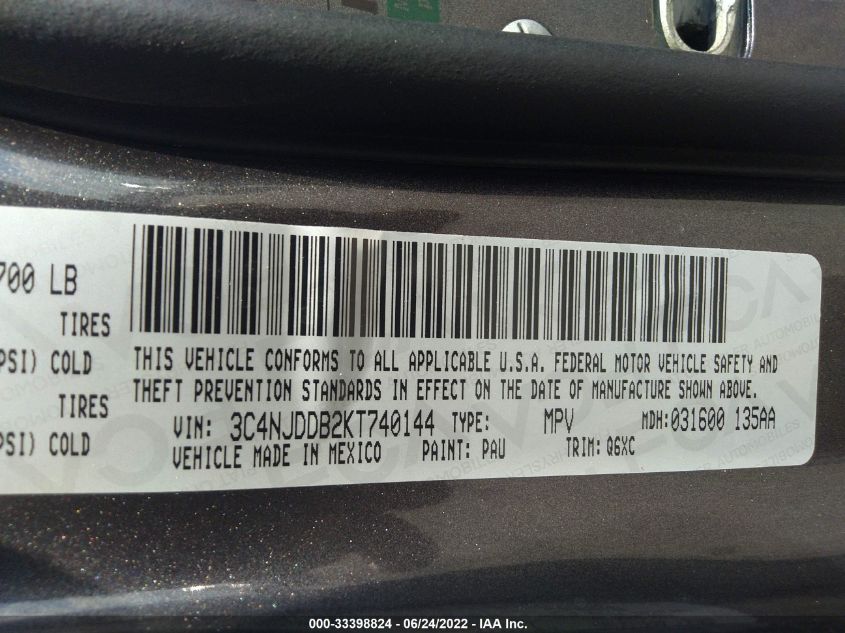 700 LB
TIRES
PSI) COLD
TIRES
PSI) COLD
THIS VEHICLE CONFORMS TO ALL APPLICABLE U.S.A. FEDERAL MOTOR VEHICLE SAFETY AND
THEFT PREVENTION STANDARDS IN EFFECT ON THE DATE OF MANUFACTURE SHOWN ABOVE.
VIN: 3C4NJDDB2KT740144 TYPE: MPV MDH:031600 135AA
VEHICLE MADE IN MEXICO PAINT: PAU TRIM: Q6XC
000-33398824 / 06/24/2022 - IAA Inc.